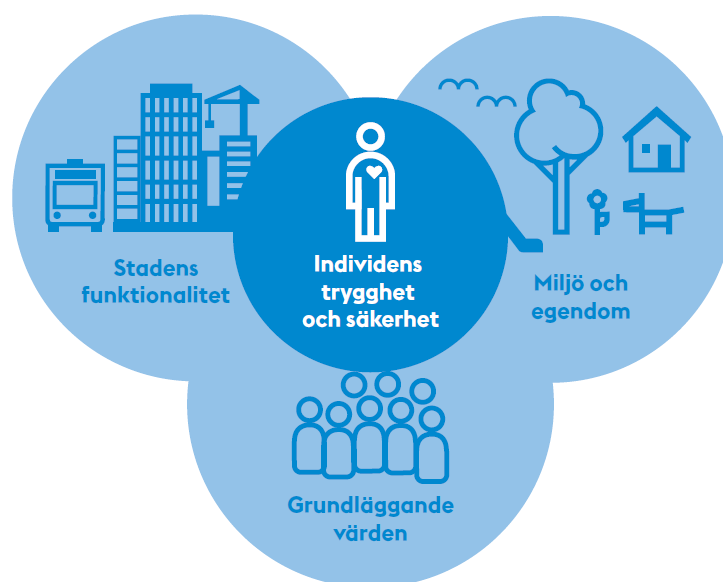 Stadens
funktionalitet
Individens
trygghet
och säkerhet
Miljö och
egendom
Grundläggande
värden